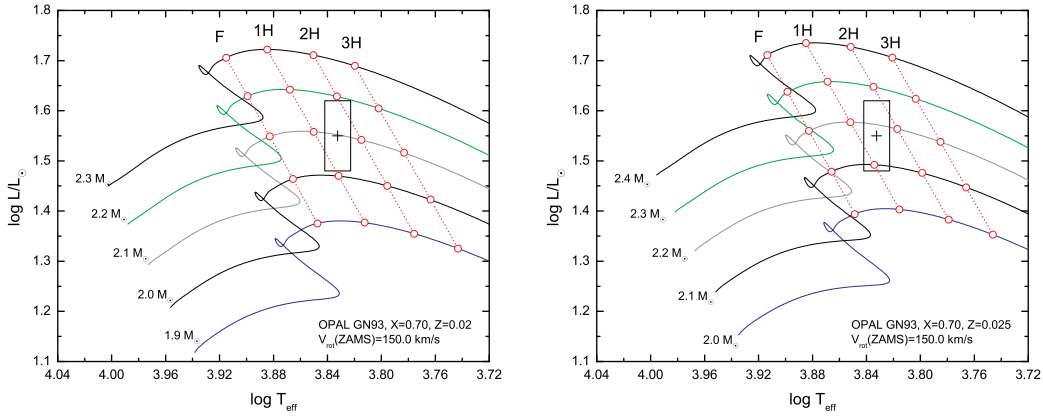 F 1H 2H 3H
1.8
1.7
1.6
1.5
1.4
1.3
1.2
1.1
log L/L☉
2.3 M☉
2.2 M☉
2.1 M☉
2.0 M☉
1.9 M☉
OPAL GN93, X=0.70, Z=0.02
Vrot(ZAMS)=150.0 km/s
4.04 4.00 3.96 3.92 3.88 3.84 3.80 3.76 3.72
log Teff
F 1H 2H 3H
1.8
1.7
1.6
1.5
1.4
1.3
1.2
1.1
log L/L☉
2.4 M☉
2.3 M☉
2.2 M☉
2.1 M☉
2.0 M☉
OPAL GN93, X=0.70, Z=0.025
Vrot(ZAMS)=150.0 km/s
4.04 4.00 3.96 3.92 3.88 3.84 3.80 3.76 3.72
log Teff